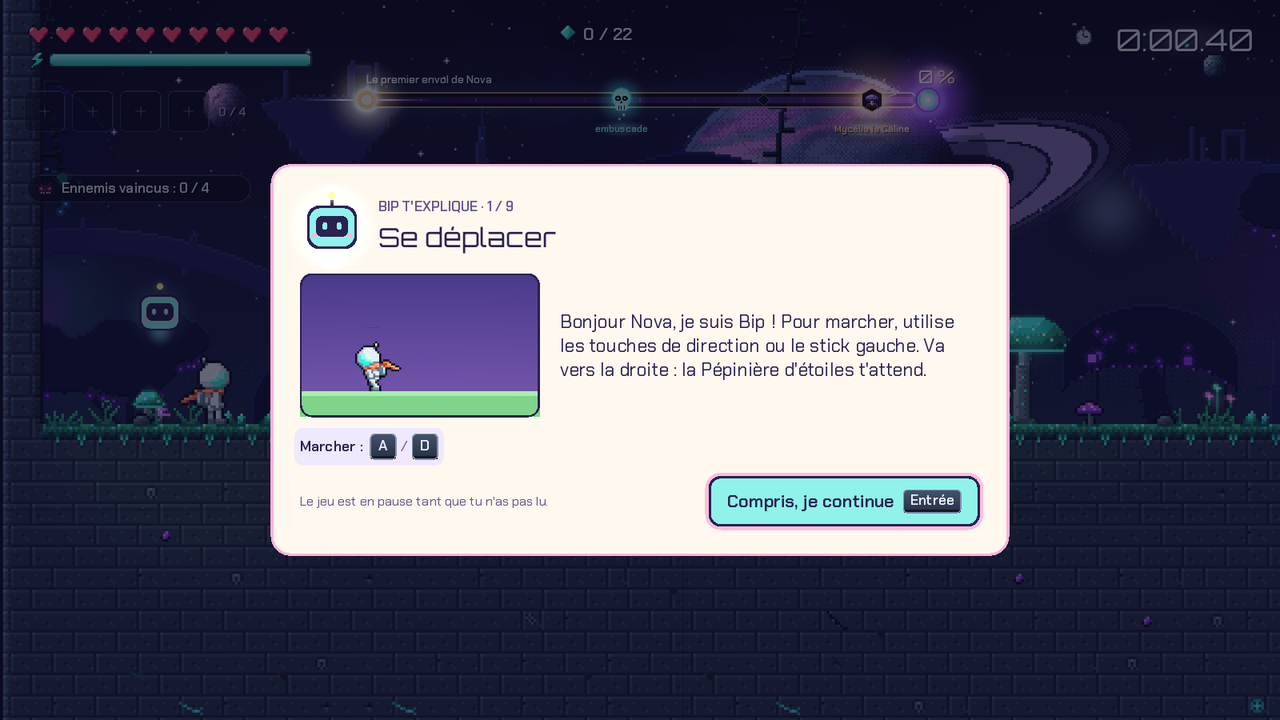 0 / 22
0:00.40
Le premier envol de Nova
0 %
+ + + + 0 / 4
embuscade
Mycélie la Câline
Ennemis vaincus : 0 / 4
BIP T'EXPLIQUE · 1 / 9
Se déplacer
Bonjour Nova, je suis Bip ! Pour marcher, utilise
les touches de direction ou le stick gauche. Va
vers la droite : la Pépinière d'étoiles t'attend.
Marcher : A / D
Le jeu est en pause tant que tu n'as pas lu.
Compris, je continue Entrée